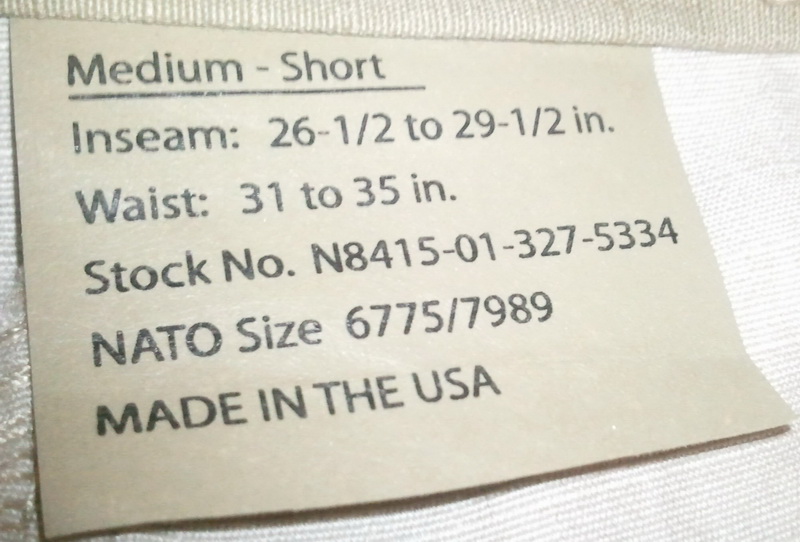 Medium - Short
Inseam: 26-1/2 to 29-1/2 in.
Waist: 31 to 35 in.
Stock No. N8415-01-327-5334
NATO Size 6775/7989
MADE IN THE USA